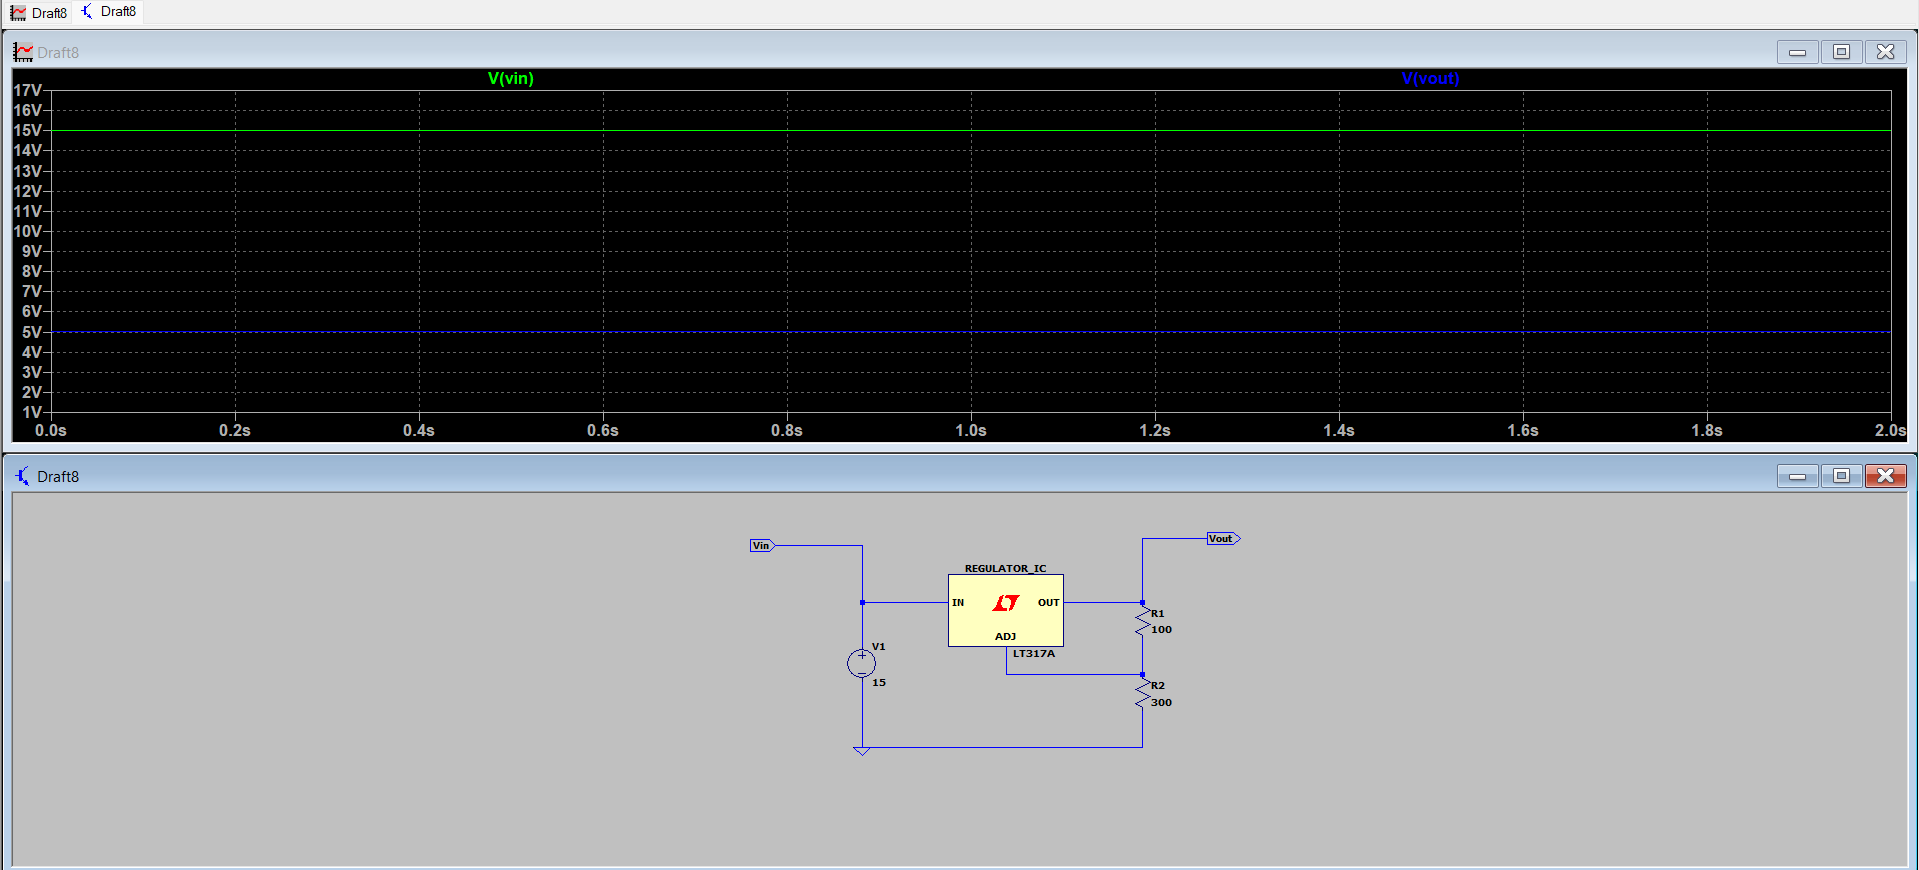 Draft8 Draft8
Draft8
V(vin) V(vout)
17V
16V
15V
14V
13V
12V
11V
10V
9V
8V
7V
6V
5V
4V
3V
2V
1V
0.0s 0.2s 0.4s 0.6s 0.8s 1.0s 1.2s 1.4s 1.6s 1.8s 2.0s
Draft8
Vin
Vout
REGULATOR_IC
IN OUT
ADJ
LT317A
R1
100
V1
15
R2
300